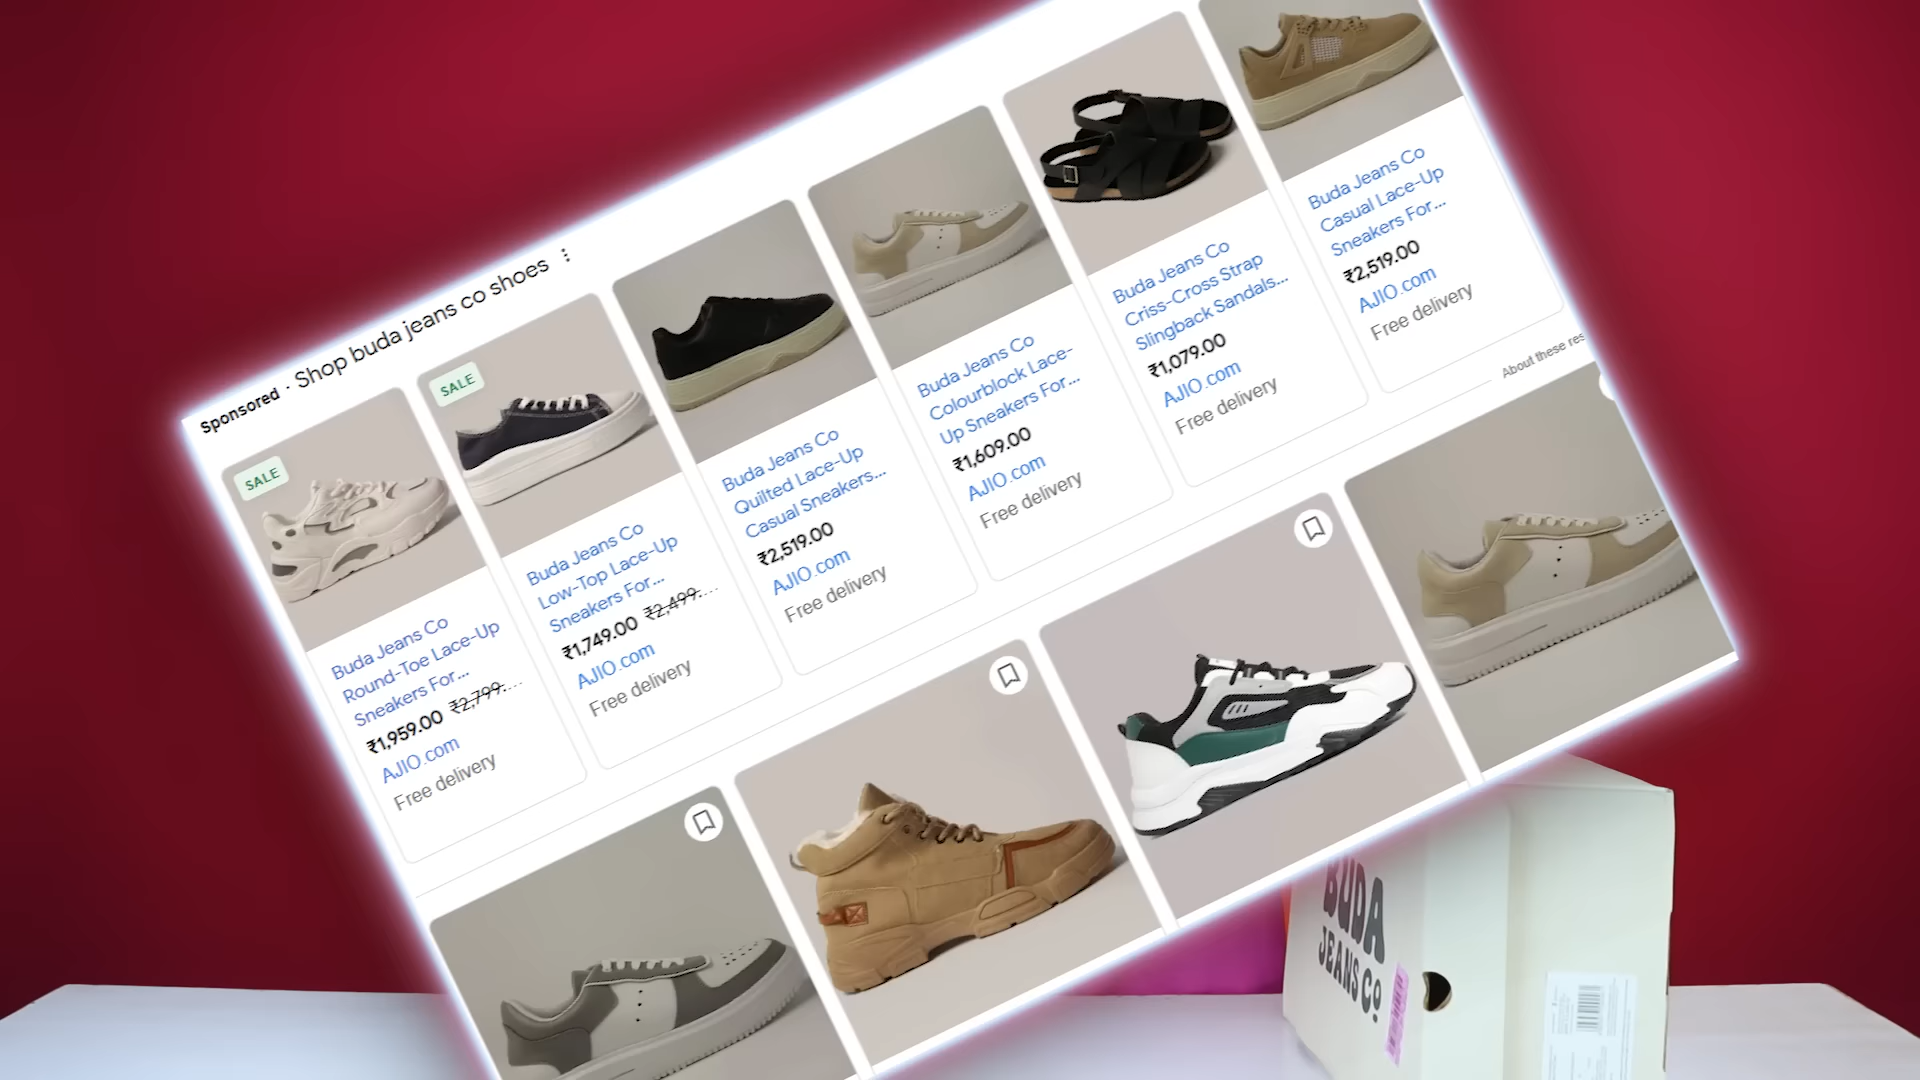 Sponsored · Shop buda jeans co shoes
SALE
Buda Jeans Co
Round-Toe Lace-Up
Sneakers For...
₹1,959.00 ₹2,799....
AJIO.com
Free delivery
SALE
Buda Jeans Co
Low-Top Lace-Up
Sneakers For...
₹1,749.00 ₹2,499....
AJIO.com
Free delivery
Buda Jeans Co
Quilted Lace-Up
Casual Sneakers...
₹2,519.00
AJIO.com
Free delivery
Buda Jeans Co
Colourblock Lace-
Up Sneakers For...
₹1,609.00
AJIO.com
Free delivery
Buda Jeans Co
Criss-Cross Strap
Slingback Sandals...
₹1,079.00
AJIO.com
Free delivery
Buda Jeans Co
Casual Lace-Up
Sneakers For...
₹2,519.00
AJIO.com
Free delivery
About these res
BUDA
JEANS CO